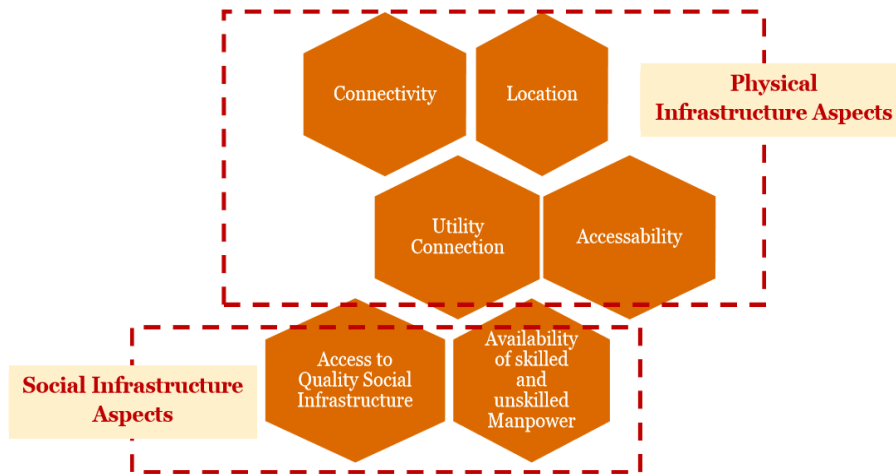 Connectivity
Location
Physical
Infrastructure Aspects
Utility
Connection
Accessability
Access to
Quality Social
Infrastructure
Availability
of skilled
and
unskilled
Manpower
Social Infrastructure
Aspects